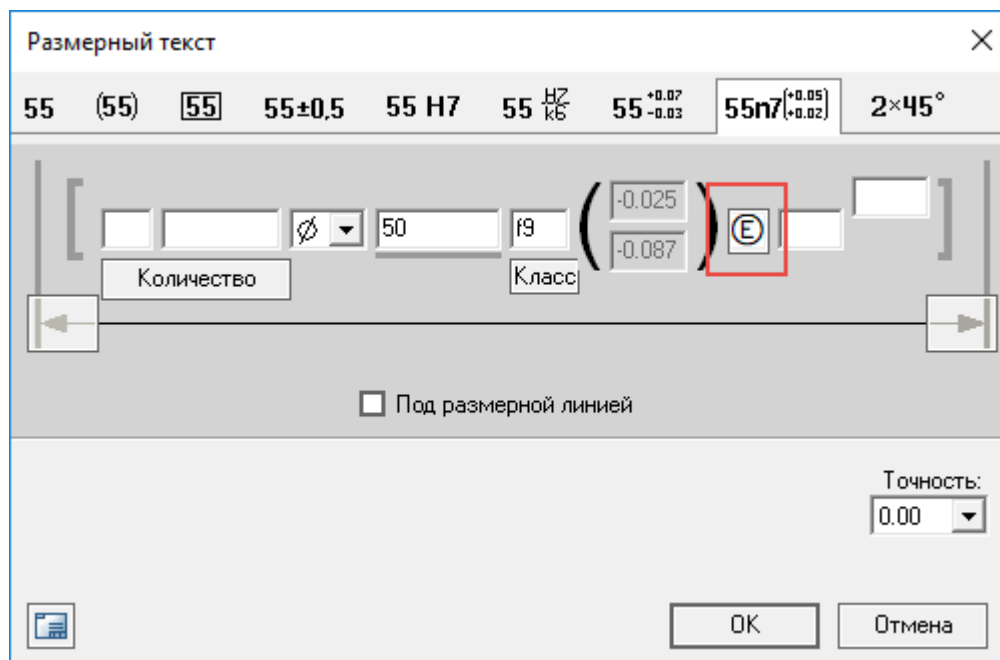 Размерный текст
55 (55) 55 55±0,5 55 H7 55 H7/k6 55 +0.07 -0.03 55n7(+0.05 +0.02) 2×45°
-0.025
∅ 50 f9 ( ) Ⓔ
-0.087
Количество Класс
Под размерной линией
Точность:
0.00
OK Отмена